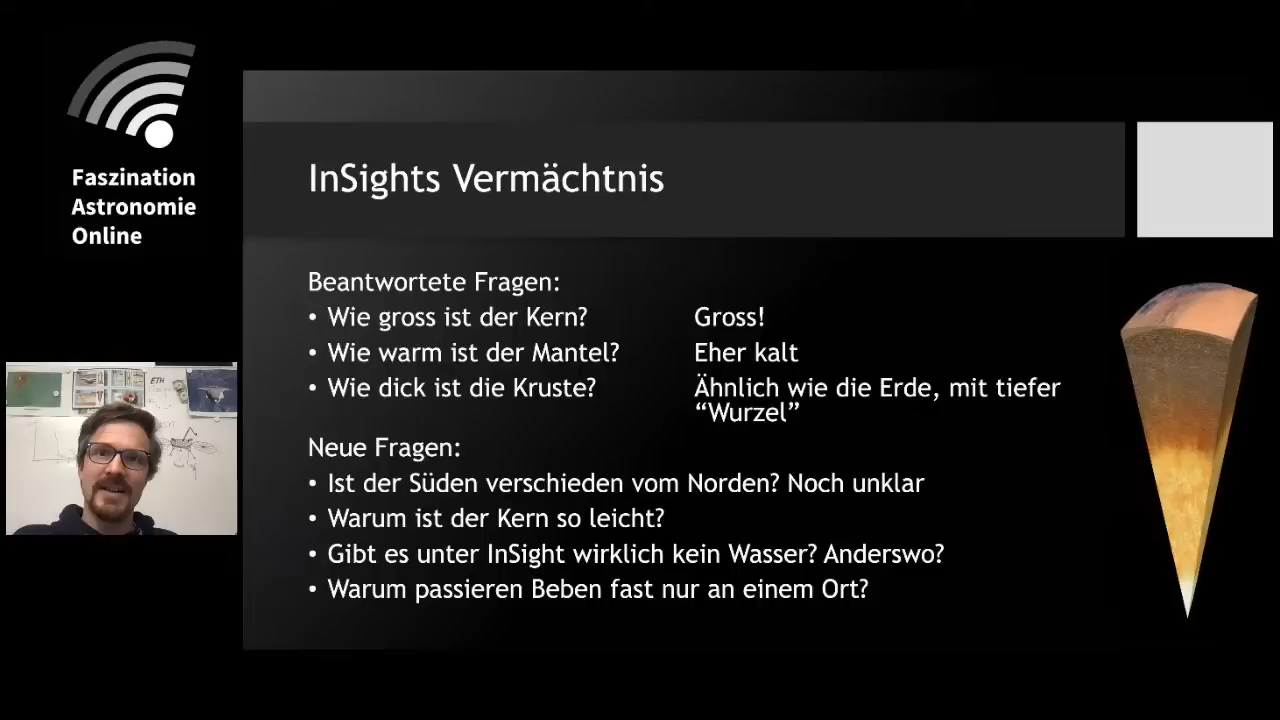 Faszination
Astronomie
Online
InSights Vermächtnis
Beantwortete Fragen:
• Wie gross ist der Kern? Gross!
• Wie warm ist der Mantel? Eher kalt
• Wie dick ist die Kruste? Ähnlich wie die Erde, mit tiefer
“Wurzel”
Neue Fragen:
• Ist der Süden verschieden vom Norden? Noch unklar
• Warum ist der Kern so leicht?
• Gibt es unter InSight wirklich kein Wasser? Anderswo?
• Warum passieren Beben fast nur an einem Ort?
ETH